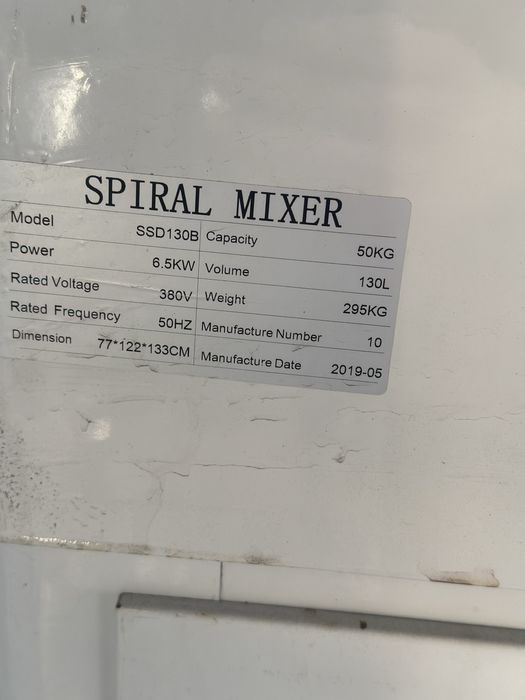 SPIRAL MIXER
Model SSD130B Capacity 50KG
Power 6.5KW Volume 130L
Rated Voltage 380V Weight 295KG
Rated Frequency 50HZ Manufacture Number 10
Dimension 77*122*133CM Manufacture Date 2019-05